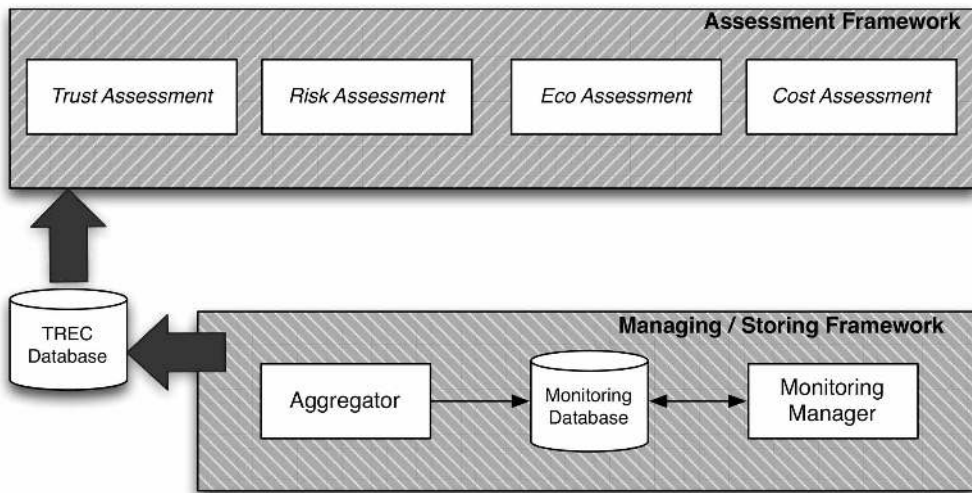 Assessment Framework
Trust Assessment
Risk Assessment
Eco Assessment
Cost Assessment
TREC
Database
Managing / Storing Framework
Aggregator
Monitoring
Database
Monitoring
Manager